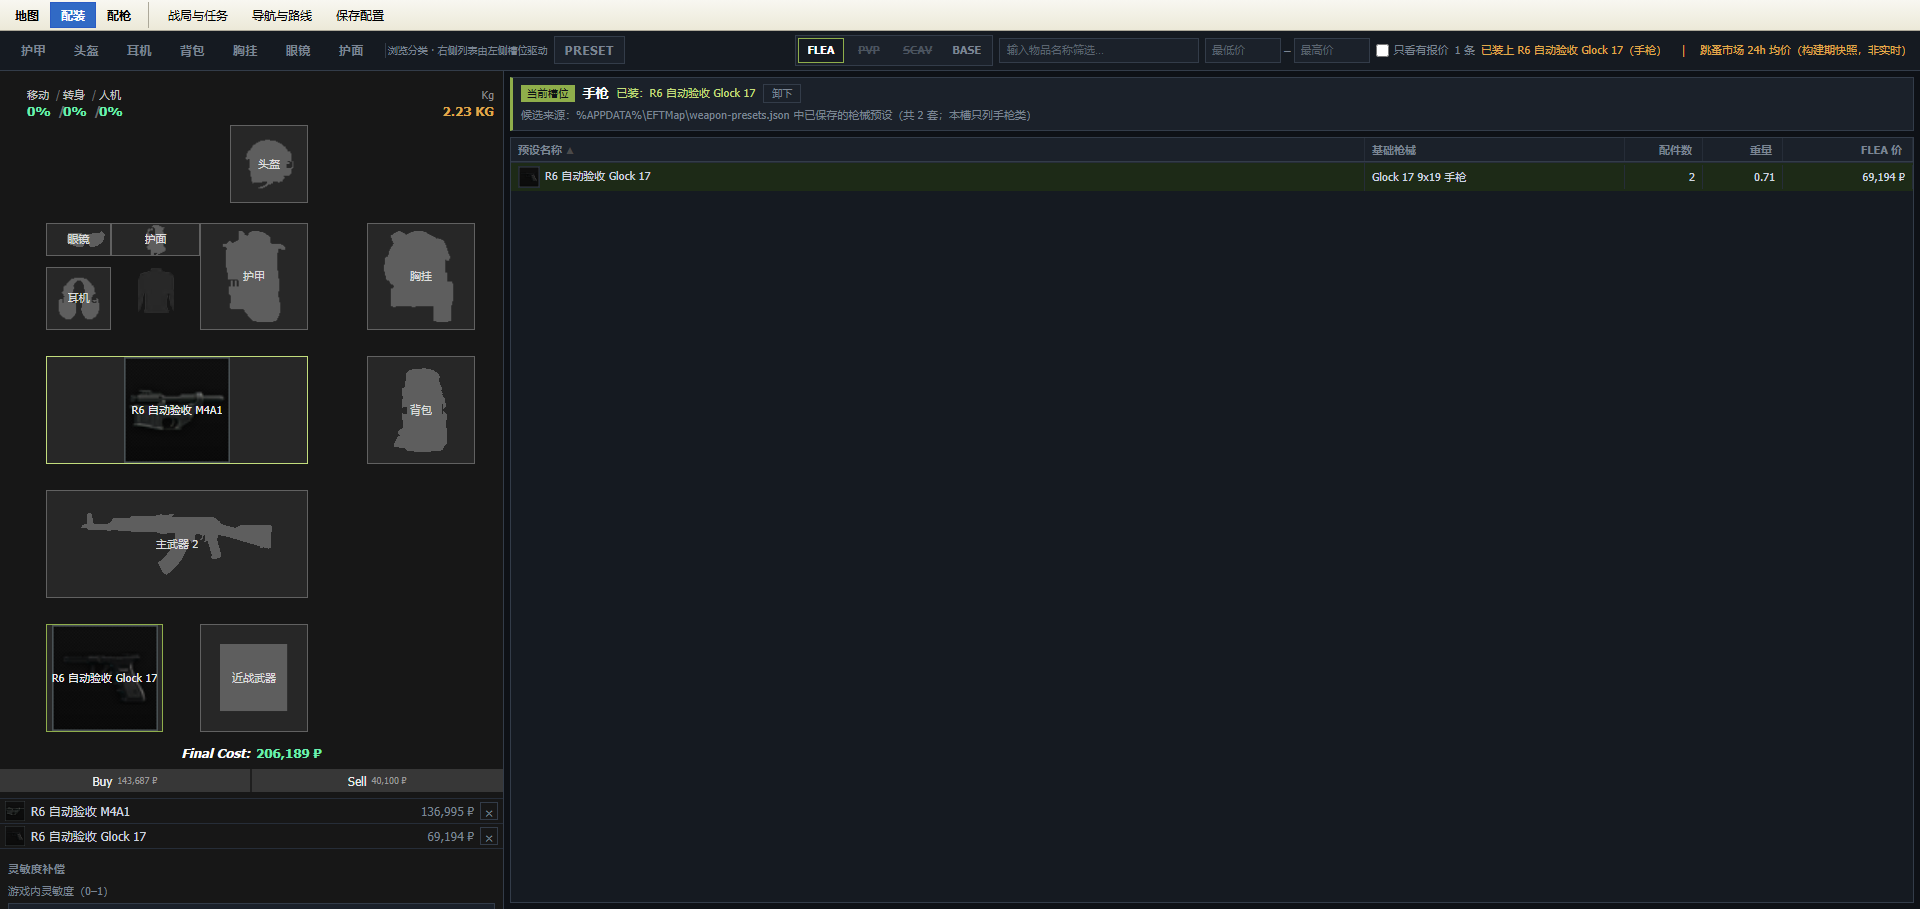 地图 配装 配枪 战局与任务 导航与路线 保存配置
护甲 头盔 耳机 背包 胸挂 眼镜 护面 浏览分类·右侧列表由左侧槽位驱动 PRESET FLEA PVP SCAV BASE 输入物品名称筛选... 最低价 – 最高价 只看有报价 1 条 已装上 R6 自动验收 Glock 17（手枪） | 跳蚤市场 24h 均价（构建期快照，非实时）
移动 / 转身 / 人机 Kg
0% /0% /0% 2.23 KG
头盔
眼镜 护面
护甲 胸挂
耳机
R6 自动验收 M4A1 背包
主武器 2
R6 自动验收 Glock 17 近战武器
Final Cost: 206,189 ₽
Buy 143,687 ₽ Sell 40,100 ₽
R6 自动验收 M4A1 136,995 ₽ ×
R6 自动验收 Glock 17 69,194 ₽ ×
灵敏度补偿
游戏内灵敏度（0–1）
当前槽位 手枪 已装：R6 自动验收 Glock 17 卸下
候选来源：%APPDATA%\EFTMap\weapon-presets.json 中已保存的枪械预设（共 2 套；本槽只列手枪类）
预设名称 ▲ 基础枪械 配件数 重量 FLEA 价
R6 自动验收 Glock 17 Glock 17 9x19 手枪 2 0.71 69,194 ₽